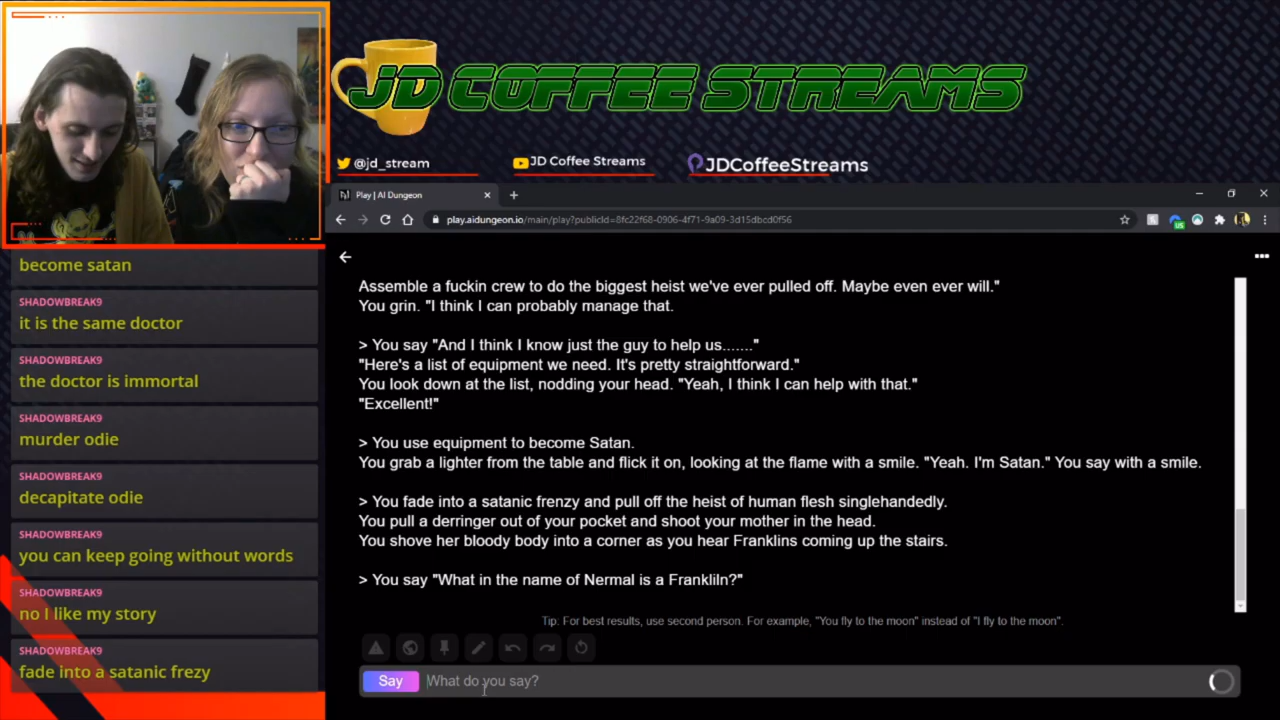 JD COFFEE STREAMS
@jd_stream
JD Coffee Streams
JDCoffeeStreams
Play | AI Dungeon
play.aidungeon.io/main/play?publicId=8fc22f68-0906-4f71-9a09-3d15dbcd0f56
US
become satan
SHADOWBREAK9
it is the same doctor
SHADOWBREAK9
the doctor is immortal
SHADOWBREAK9
murder odie
SHADOWBREAK9
decapitate odie
SHADOWBREAK9
you can keep going without words
SHADOWBREAK9
no I like my story
SHADOWBREAK9
fade into a satanic frezy
Assemble a fuckin crew to do the biggest heist we've ever pulled off. Maybe even ever will."
You grin. "I think I can probably manage that.
> You say "And I think I know just the guy to help us......."
"Here's a list of equipment we need. It's pretty straightforward."
You look down at the list, nodding your head. "Yeah, I think I can help with that."
"Excellent!"
> You use equipment to become Satan.
You grab a lighter from the table and flick it on, looking at the flame with a smile. "Yeah. I'm Satan." You say with a smile.
> You fade into a satanic frenzy and pull off the heist of human flesh singlehandedly.
You pull a derringer out of your pocket and shoot your mother in the head.
You shove her bloody body into a corner as you hear Franklins coming up the stairs.
> You say "What in the name of Nermal is a Frankliln?"
Tip: For best results, use second person. For example, "You fly to the moon" instead of "I fly to the moon".
Say
What do you say?